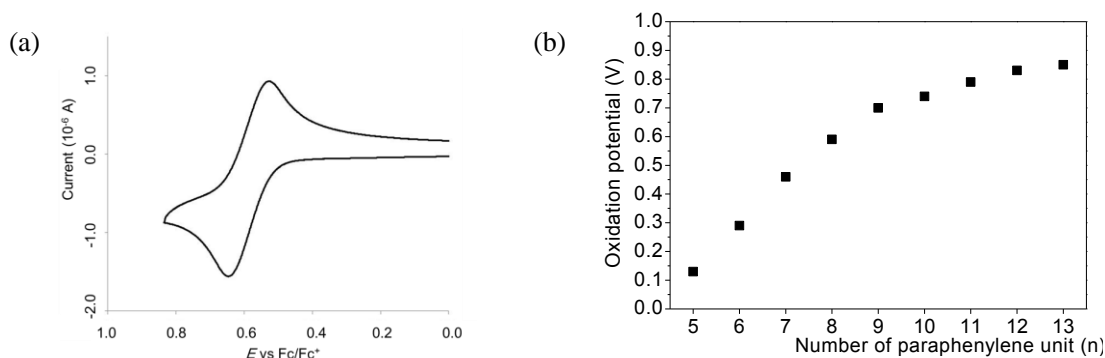 (a)
Current (10⁻⁶ A)
1.0
0.0
-1.0
-2.0
1.0 0.8 0.6 0.4 0.2 0.0
E vs Fc/Fc⁺
(b)
Oxidation potential (V)
1.0
0.9
0.8
0.7
0.6
0.5
0.4
0.3
0.2
0.1
0.0
5 6 7 8 9 10 11 12 13
Number of paraphenylene unit (n)